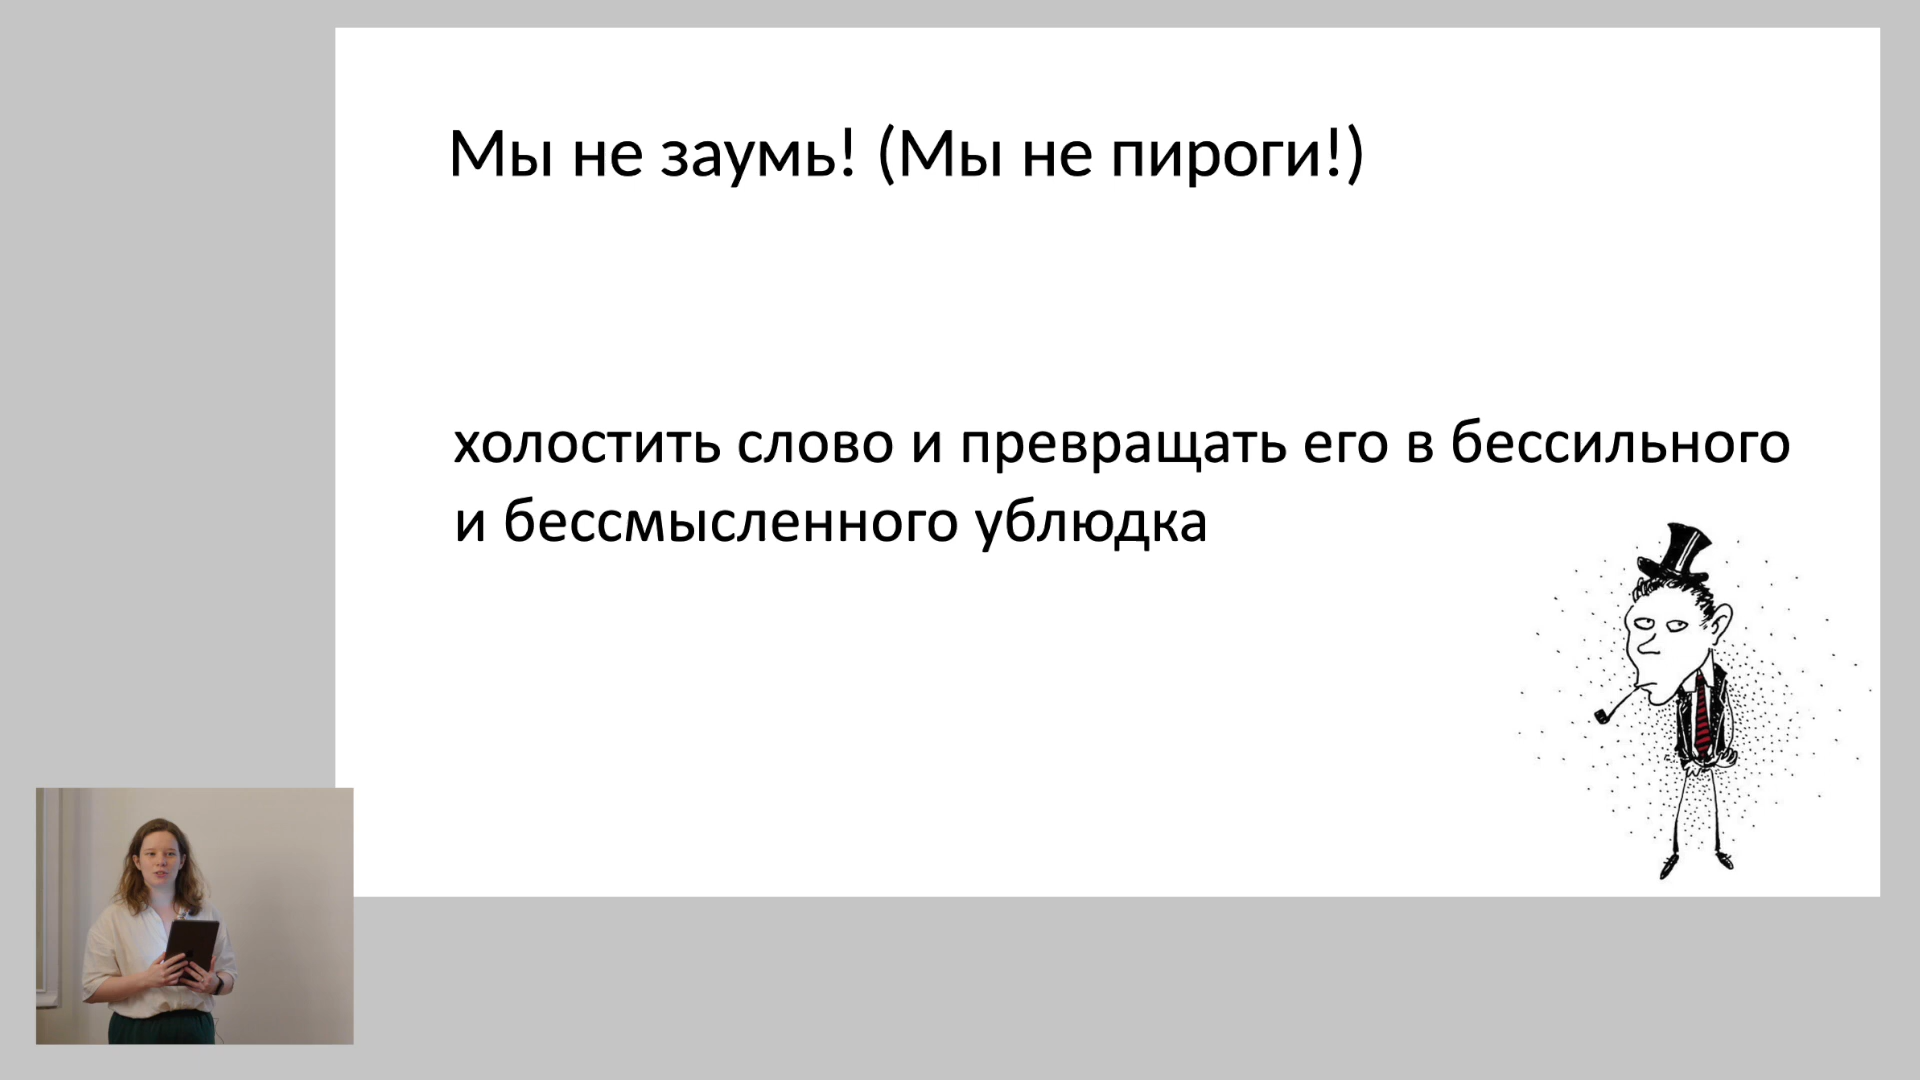 Мы не заумь! (Мы не пироги!)
холостить слово и превращать его в бессильного
и бессмысленного ублюдка